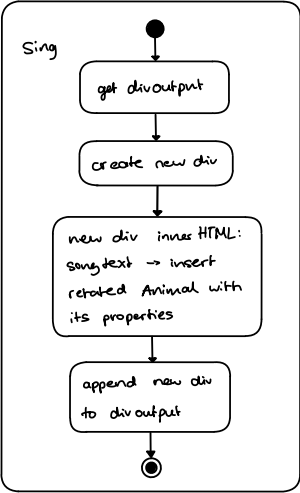 Sing
get divoutput
create new div
new div innerHTML:
songtext → insert
retated Animal with
its properties
append new div
to divoutput